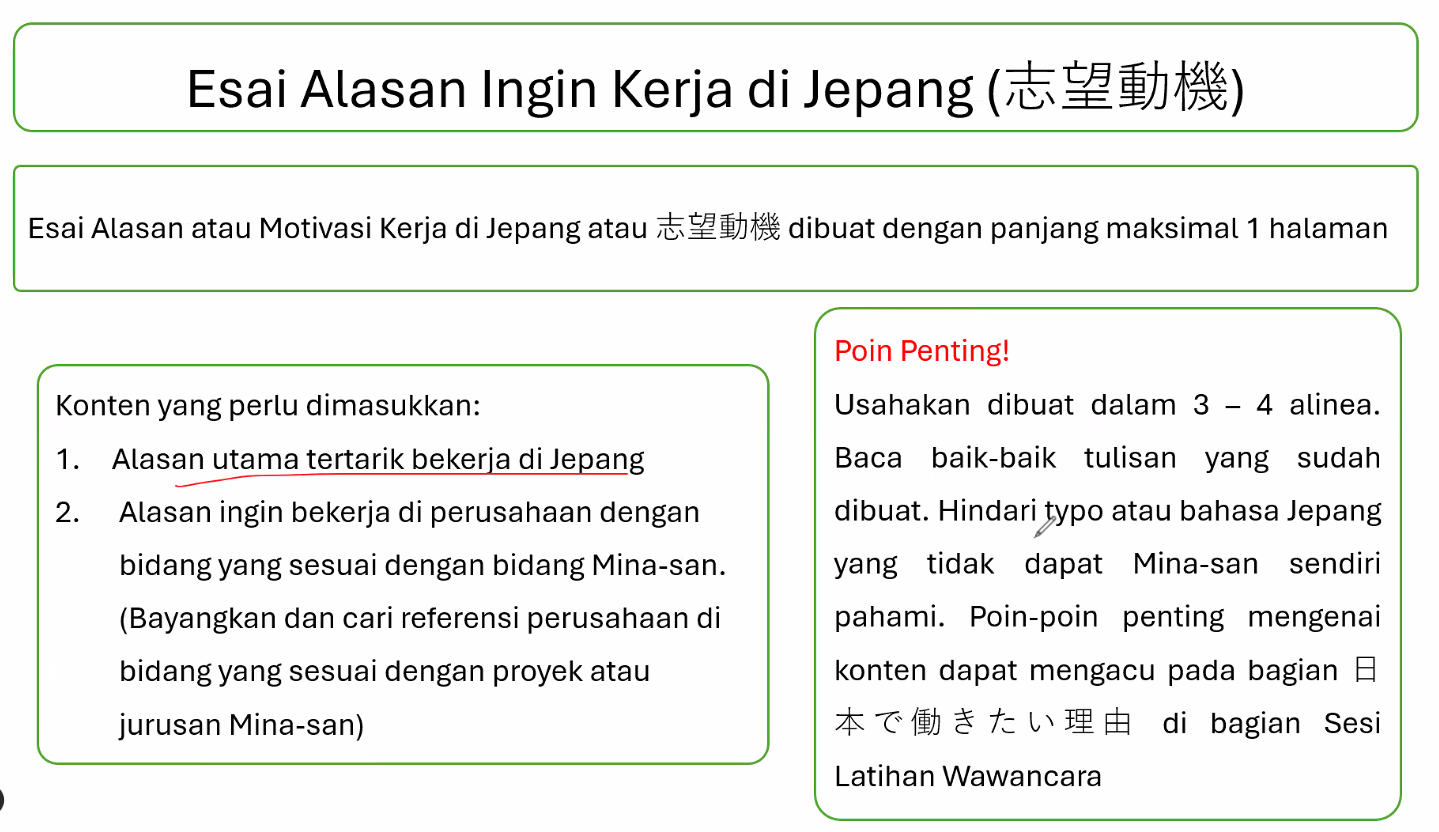 Esai Alasan Ingin Kerja di Jepang (志望動機)
Esai Alasan atau Motivasi Kerja di Jepang atau 志望動機 dibuat dengan panjang maksimal 1 halaman
Konten yang perlu dimasukkan:
1. Alasan utama tertarik bekerja di Jepang
2. Alasan ingin bekerja di perusahaan dengan
bidang yang sesuai dengan bidang Mina-san.
(Bayangkan dan cari referensi perusahaan di
bidang yang sesuai dengan proyek atau
jurusan Mina-san)
Poin Penting!
Usahakan dibuat dalam 3 – 4 alinea.
Baca baik-baik tulisan yang sudah
dibuat. Hindari typo atau bahasa Jepang
yang tidak dapat Mina-san sendiri
pahami. Poin-poin penting mengenai
konten dapat mengacu pada bagian 日
本で働きたい理由 di bagian Sesi
Latihan Wawancara